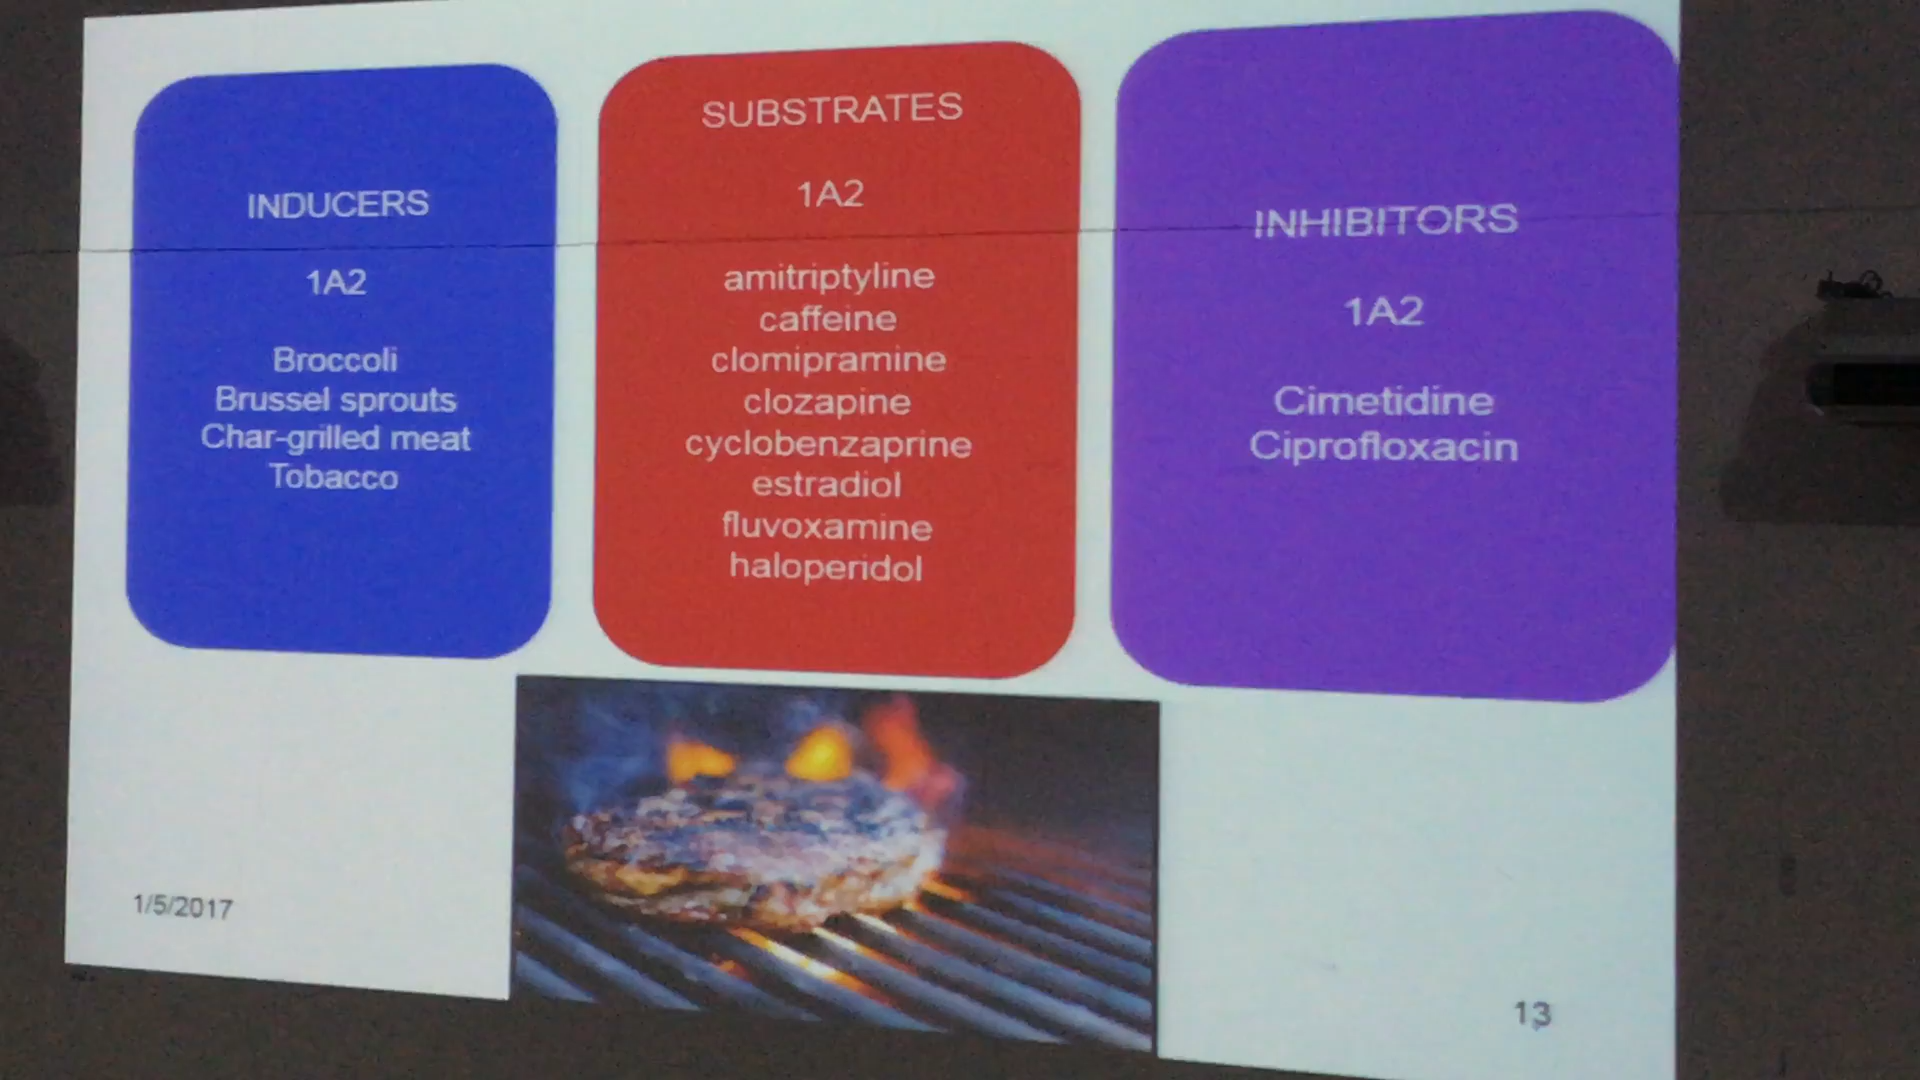 INDUCERS
1A2
Broccoli
Brussel sprouts
Char-grilled meat
Tobacco
SUBSTRATES
1A2
amitriptyline
caffeine
clomipramine
clozapine
cyclobenzaprine
estradiol
fluvoxamine
haloperidol
INHIBITORS
1A2
Cimetidine
Ciprofloxacin
1/5/2017
13